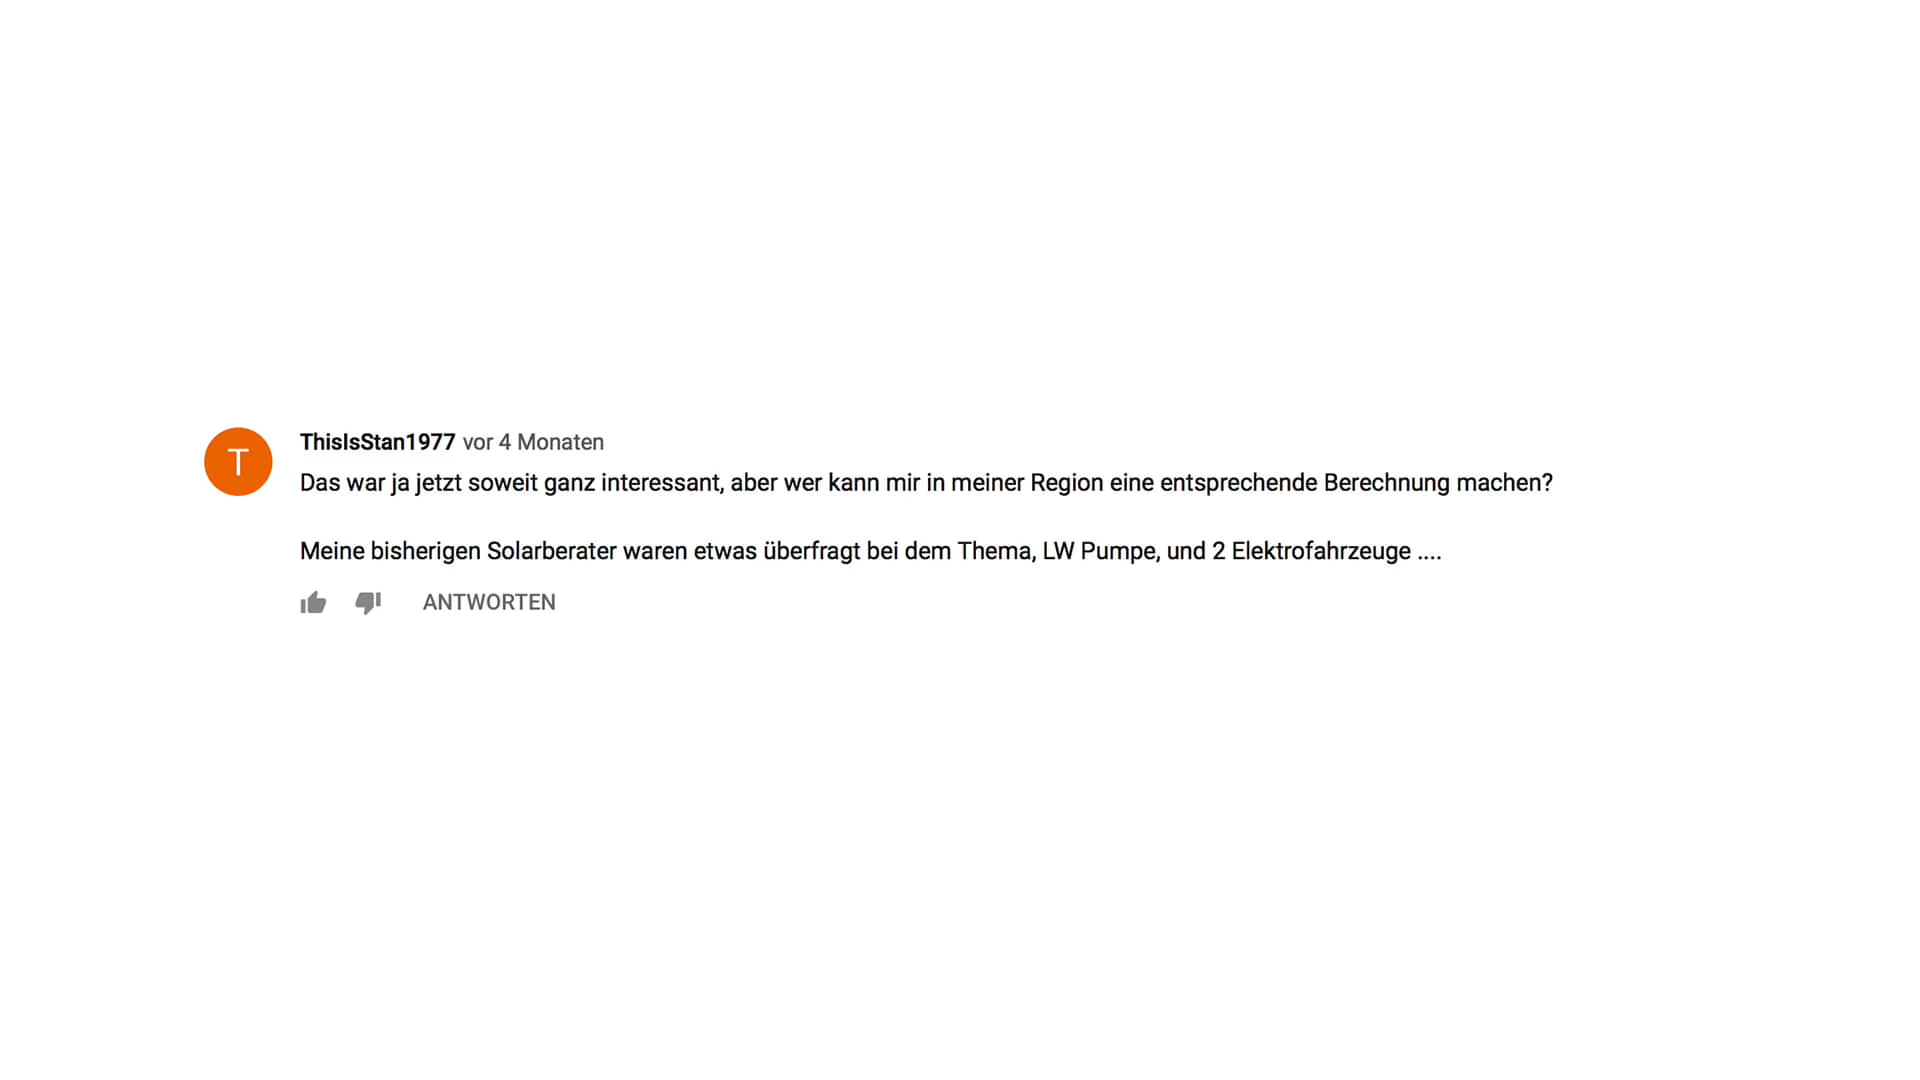 T
ThisIsStan1977 vor 4 Monaten
Das war ja jetzt soweit ganz interessant, aber wer kann mir in meiner Region eine entsprechende Berechnung machen?
Meine bisherigen Solarberater waren etwas überfragt bei dem Thema, LW Pumpe, und 2 Elektrofahrzeuge ....
ANTWORTEN